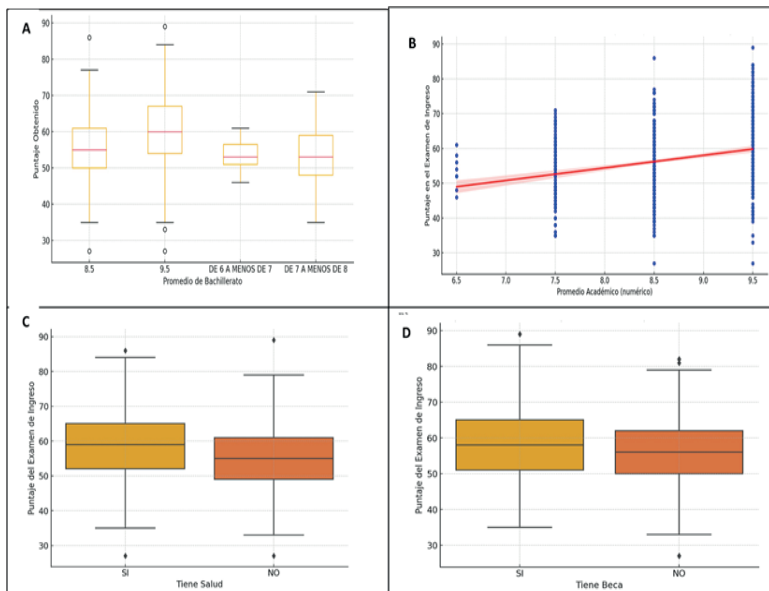 A
Puntaje Obtenido
90
80
70
60
50
40
30
8.5
9.5
DE 6 A MENOS DE 7
DE 7 A MENOS DE 8
Promedio de Bachillerato
B
Puntaje en el Examen de Ingreso
90
80
70
60
50
40
30
6.5
7.0
7.5
8.0
8.5
9.0
9.5
Promedio Académico (numérico)
C
Puntaje del Examen de Ingreso
90
80
70
60
50
40
30
SI
NO
Tiene Salud
D
Puntaje del Examen de Ingreso
90
80
70
60
50
40
30
SI
NO
Tiene Beca